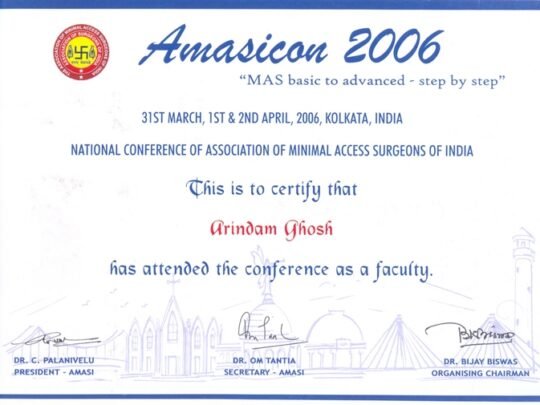 Amasicon 2006
"MAS basic to advanced - step by step"
31ST MARCH, 1ST & 2ND APRIL, 2006, KOLKATA, INDIA
NATIONAL CONFERENCE OF ASSOCIATION OF MINIMAL ACCESS SURGEONS OF INDIA
This is to certify that
Arindam Ghosh
has attended the conference as a faculty.
DR. C. PALANIVELU
PRESIDENT - AMASI
DR. OM TANTIA
SECRETARY - AMASI
DR. BIJAY BISWAS
ORGANISING CHAIRMAN